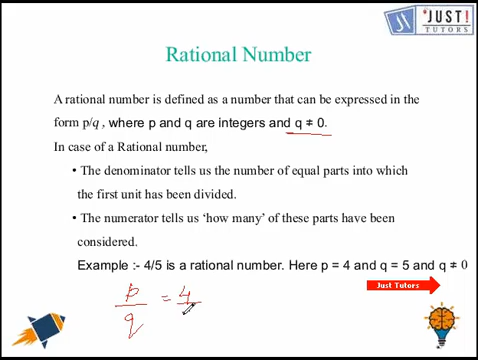 'JUST!
TUTORS
Rational Number
A rational number is defined as a number that can be expressed in the
form p/q , where p and q are integers and q ≠ 0.
In case of a Rational number,
• The denominator tells us the number of equal parts into which
the first unit has been divided.
• The numerator tells us ‘how many’ of these parts have been
considered.
Example :- 4/5 is a rational number. Here p = 4 and q = 5 and q ≠ 0
Just Tutors
p/q = 4/